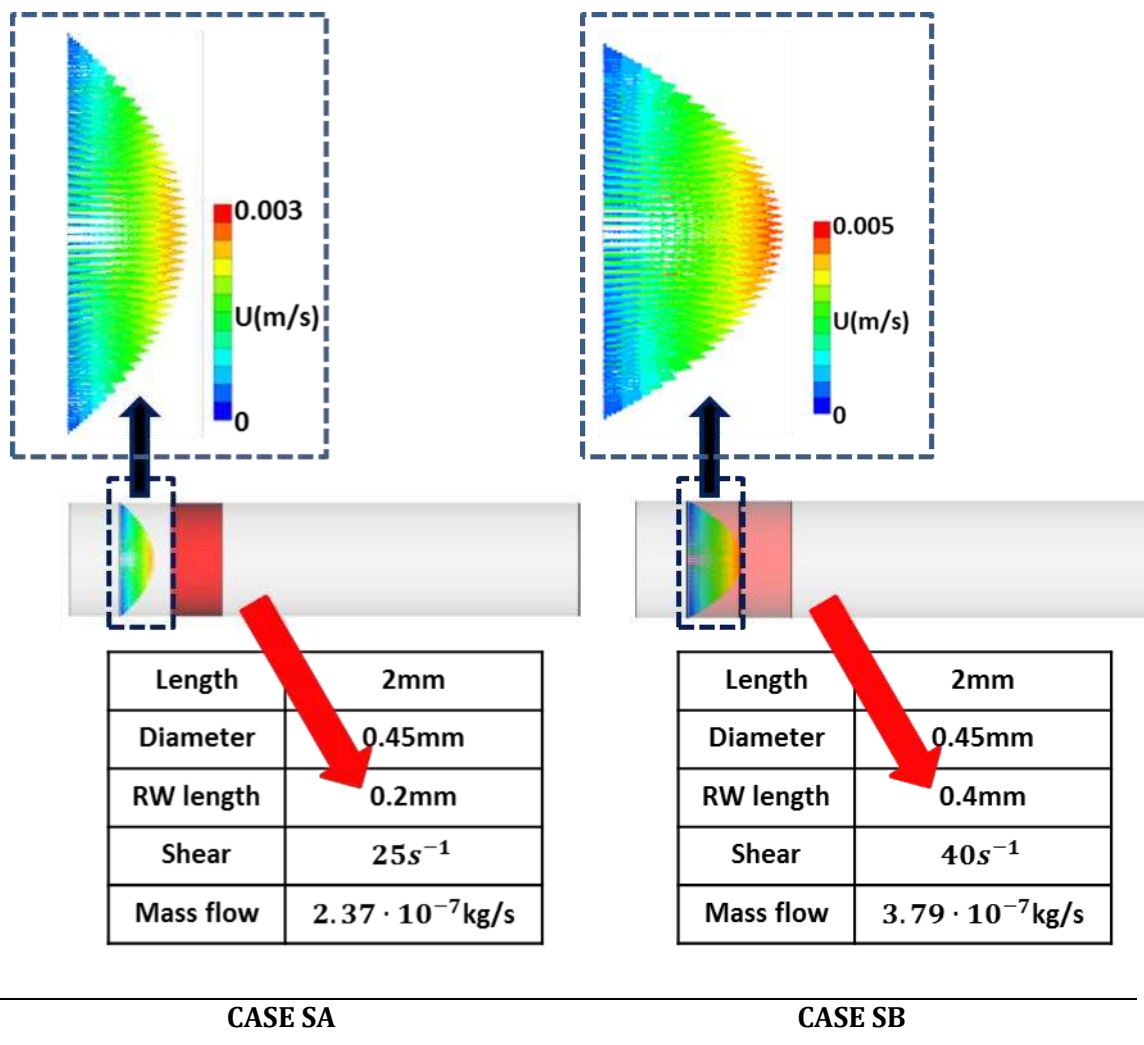 0.003
U(m/s)
0
0.005
U(m/s)
0
Length 2mm
Diameter 0.45mm
RW length 0.2mm
Shear 25s⁻¹
Mass flow 2.37 · 10⁻⁷kg/s
Length 2mm
Diameter 0.45mm
RW length 0.4mm
Shear 40s⁻¹
Mass flow 3.79 · 10⁻⁷kg/s
CASE SA
CASE SB